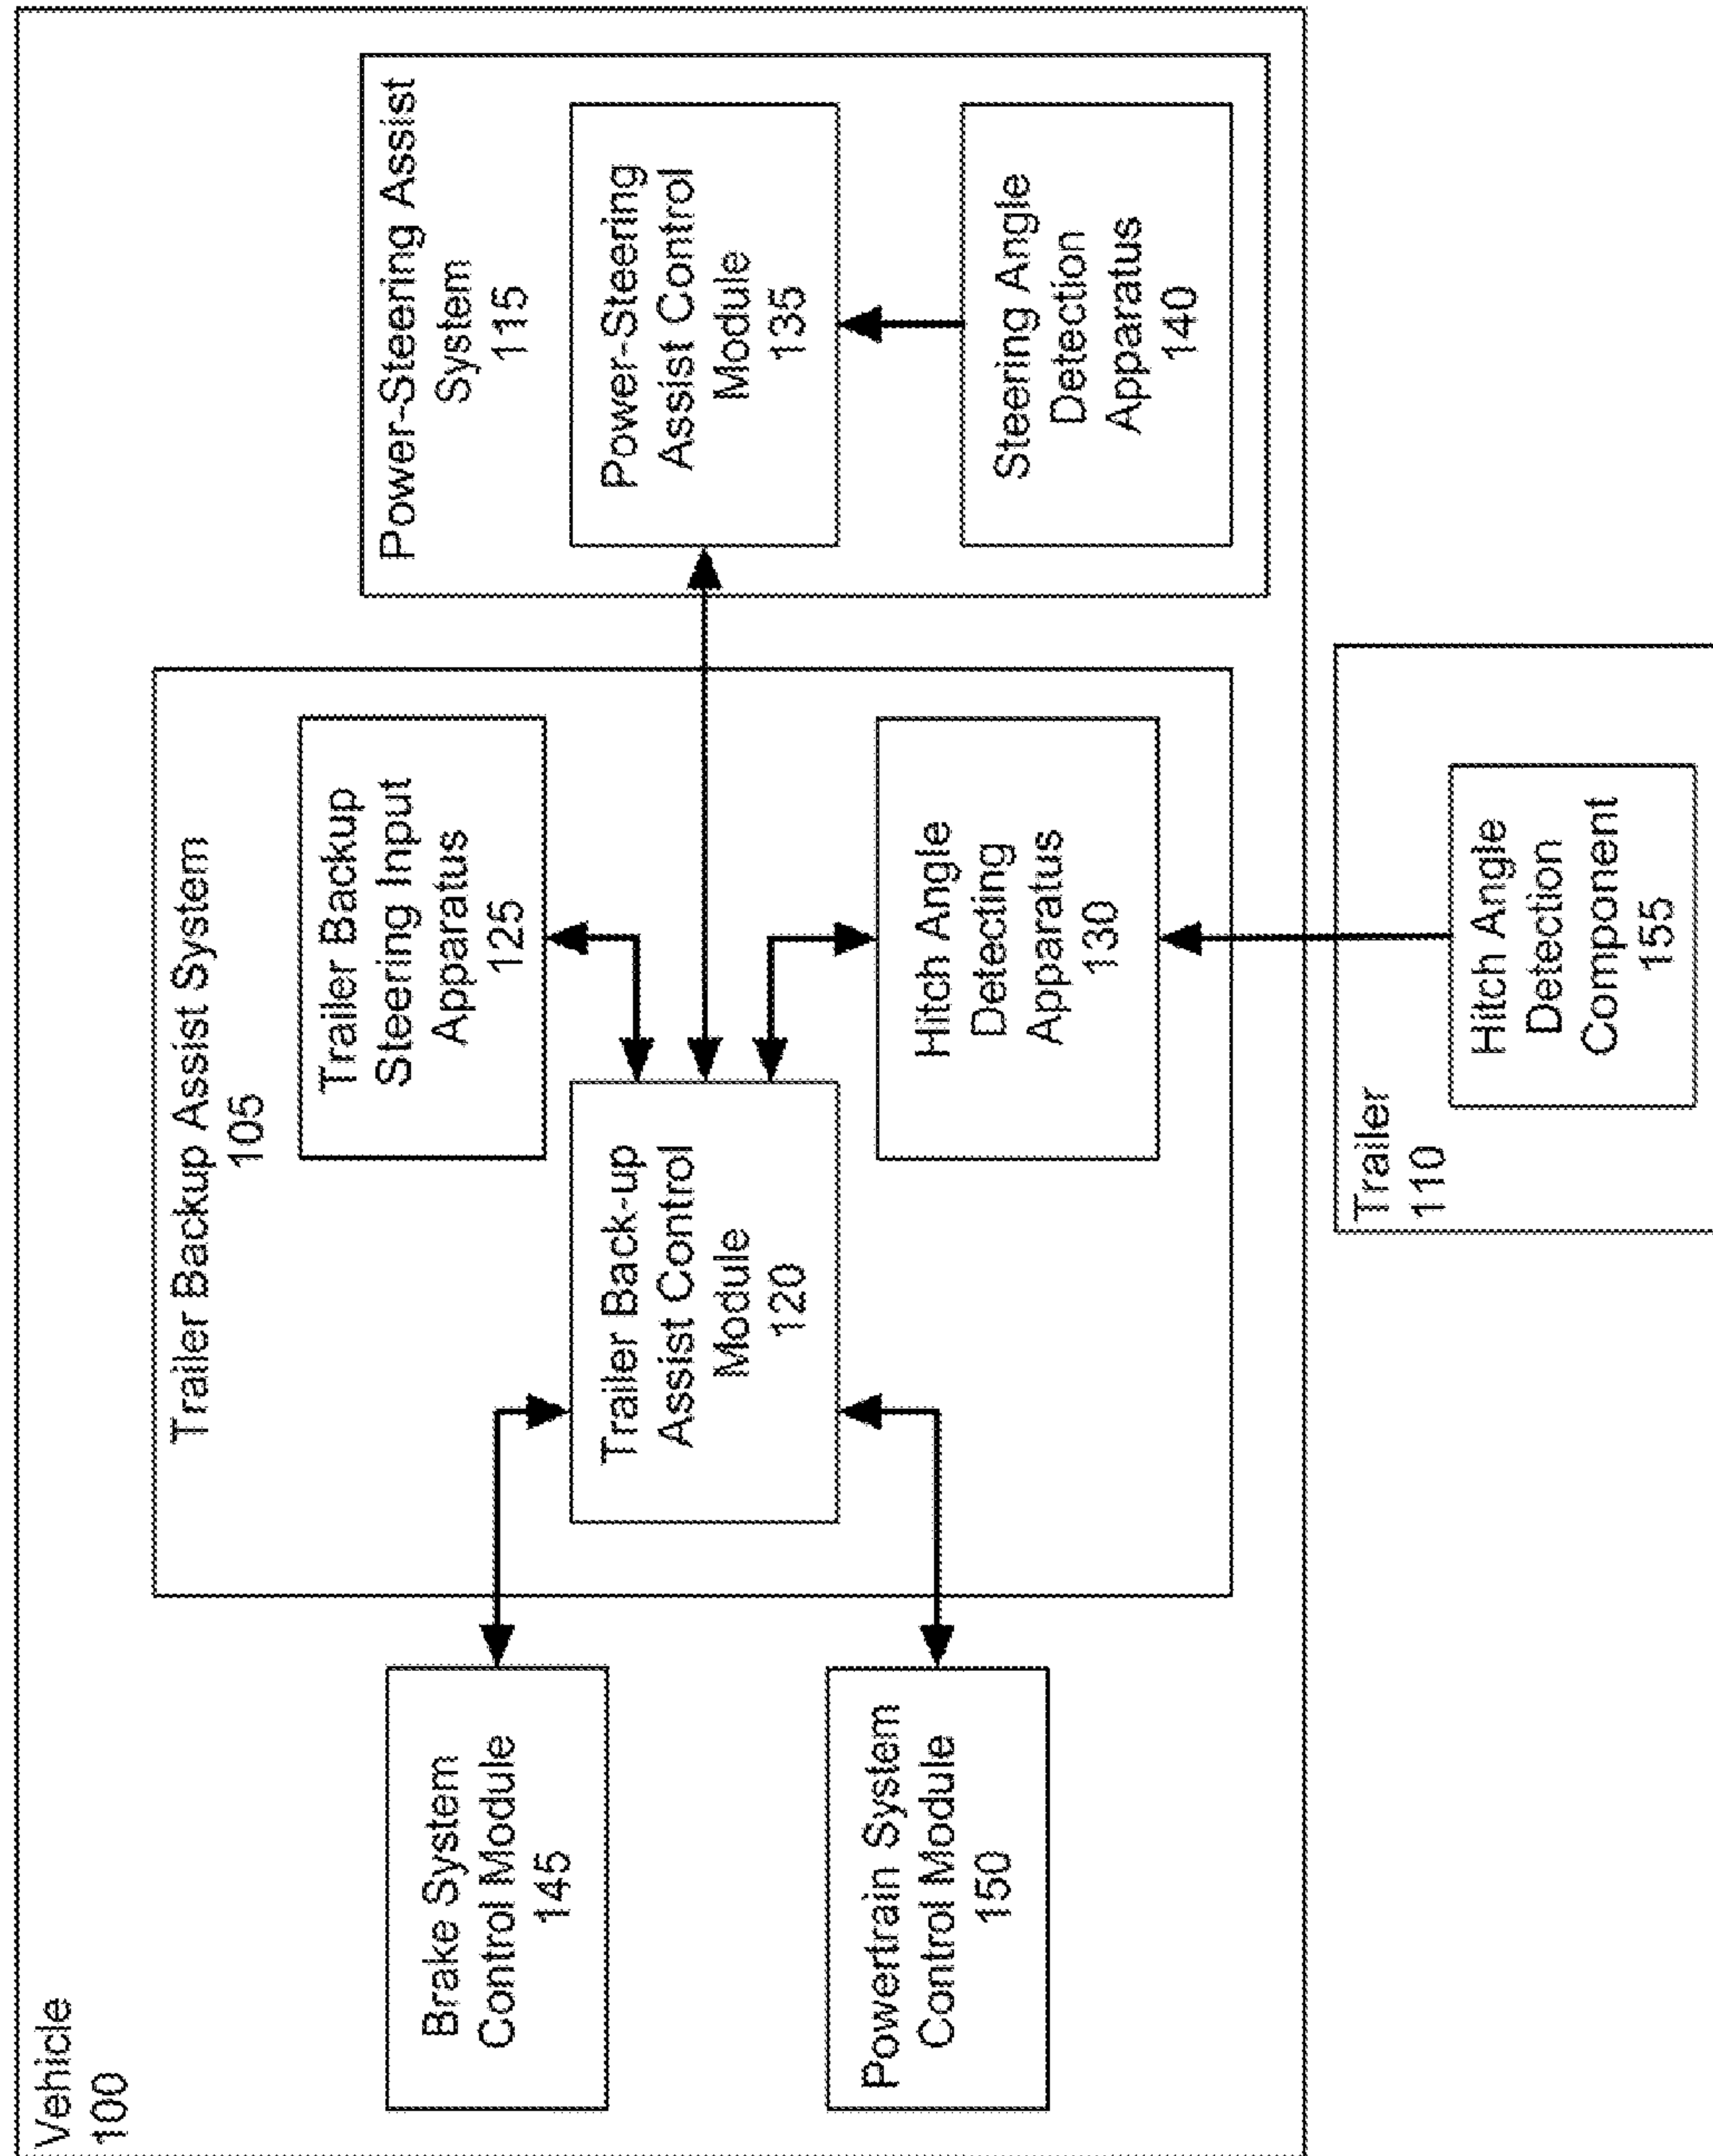 Vehicle
100
Trailer Backup Assist System
105
Power-Steering Assist
System
115
Brake System
Control Module
145
Powertrain System
Control Module
150
Trailer Back-up
Assist Control
Module
120
Trailer Backup
Steering Input
Apparatus
125
Hitch Angle
Detecting
Apparatus
130
Power-Steering
Assist Control
Module
135
Steering Angle
Detection
Apparatus
140
Trailer
110
Hitch Angle
Detection
Component
155